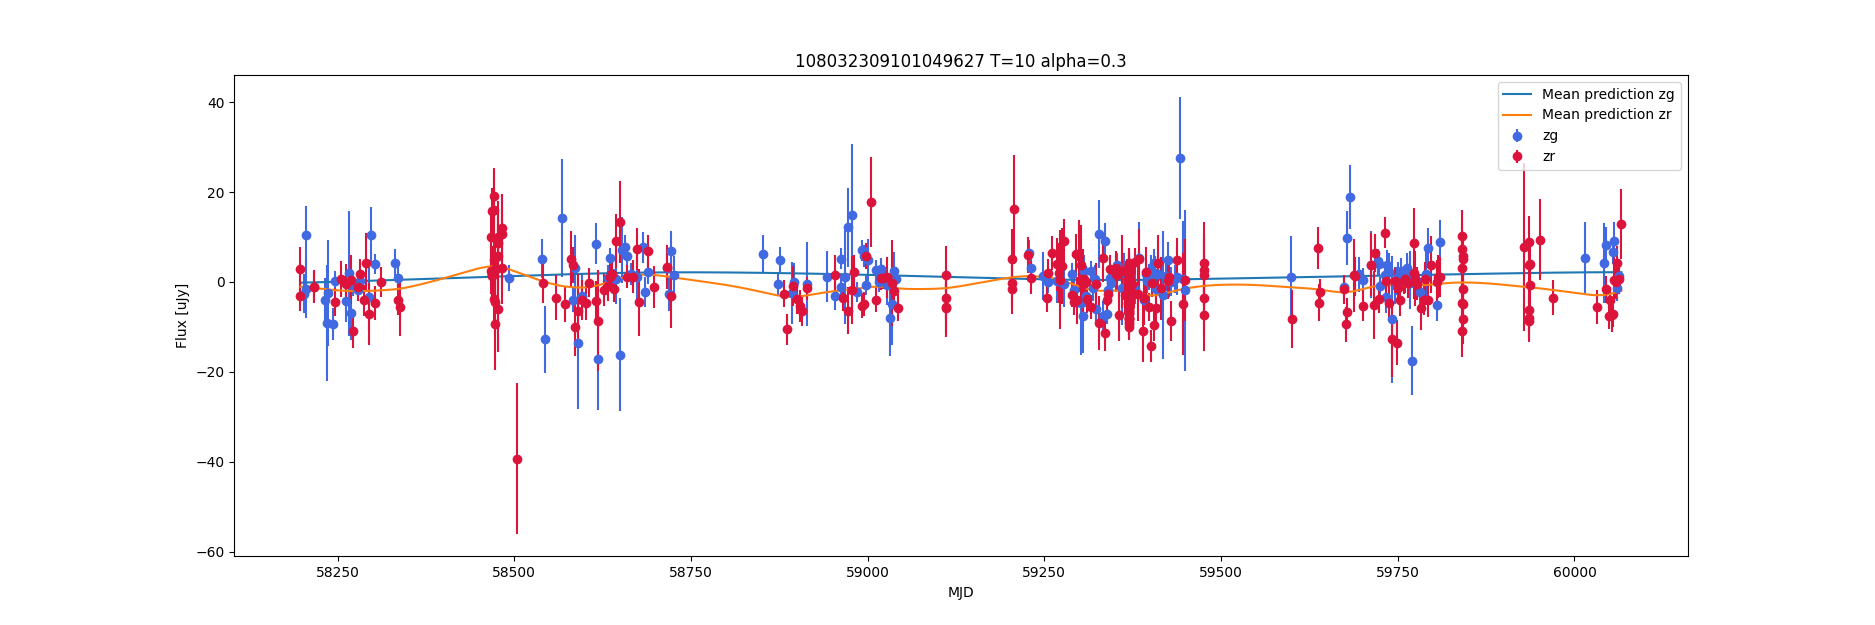 108032309101049627 T=10 alpha=0.3
Mean prediction zg
Mean prediction zr
zg
zr
Flux [uJy]
40
20
0
−20
−40
−60
58250 58500 58750 59000 59250 59500 59750 60000
MJD